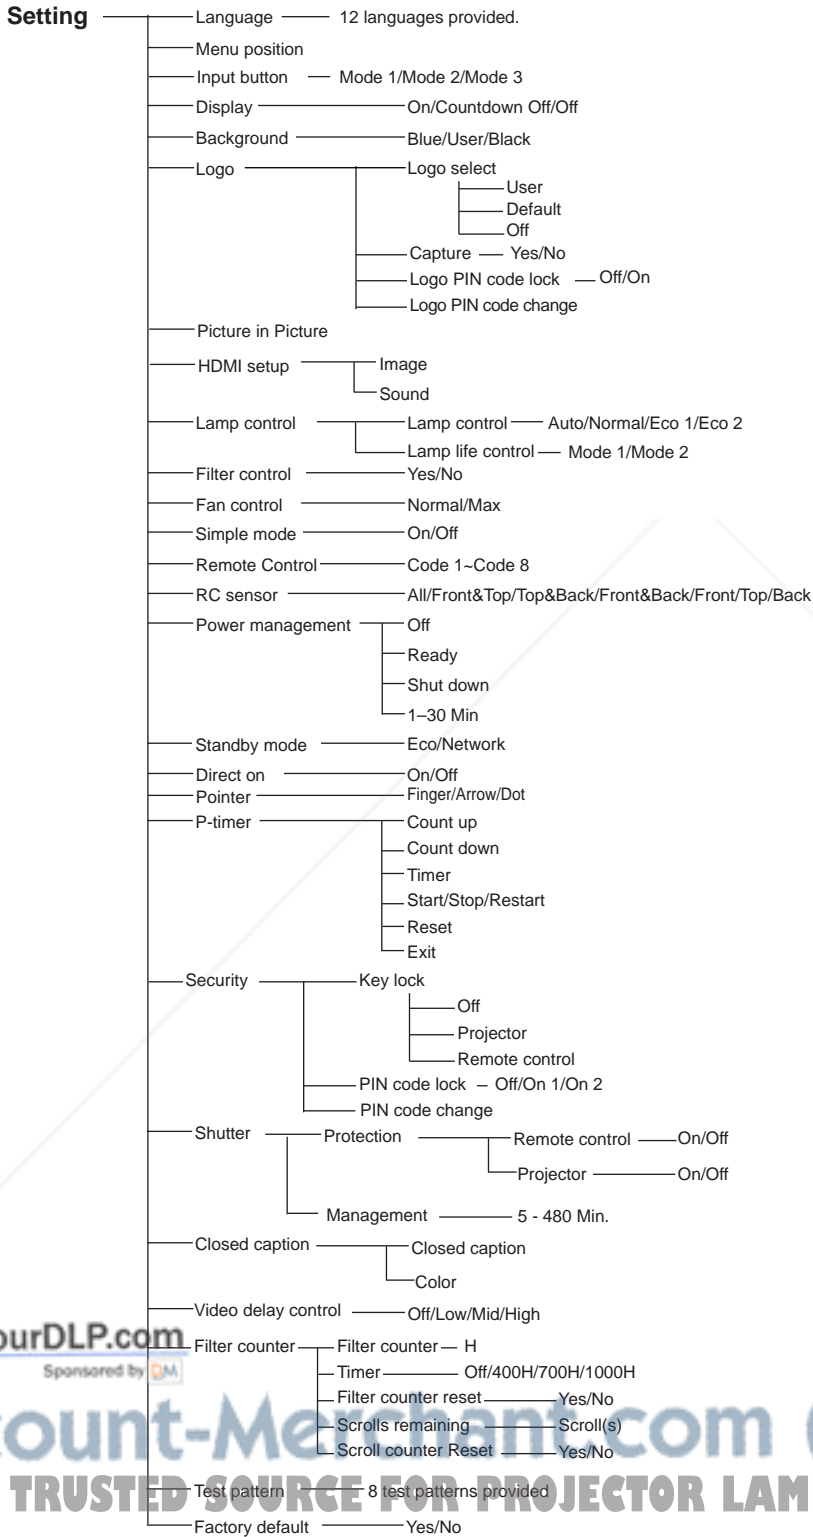 Setting Language 12 languages provided.
Menu position
Input button Mode 1/Mode 2/Mode 3
Display On/Countdown Off/Off
Background Blue/User/Black
Logo Logo select
User
Default
Off
Capture Yes/No
Logo PIN code lock Off/On
Logo PIN code change
Picture in Picture
HDMI setup Image
Sound
Lamp control Lamp control Auto/Normal/Eco 1/Eco 2
Lamp life control Mode 1/Mode 2
Filter control Yes/No
Fan control Normal/Max
Simple mode On/Off
Remote Control Code 1~Code 8
RC sensor All/Front&Top/Top&Back/Front&Back/Front/Top/Back
Power management Off
Ready
Shut down
1–30 Min
Standby mode Eco/Network
Direct on On/Off
Pointer Finger/Arrow/Dot
P-timer Count up
Count down
Timer
Start/Stop/Restart
Reset
Exit
Security Key lock
Off
Projector
Remote control
PIN code lock Off/On 1/On 2
PIN code change
Shutter Protection Remote control On/Off
Projector On/Off
Management 5 - 480 Min.
Closed caption Closed caption
Color
Video delay control Off/Low/Mid/High
ourDLP.com
Sponsored by DM
Filter counter Filter counter H
Timer Off/400H/700H/1000H
Filter counter reset Yes/No
Scrolls remaining Scroll(s)
Scroll counter Reset Yes/No
ount-Merchant.com (
TRUSTED SOURCE FOR PROJECTOR LAM
Test pattern 8 test patterns provided
Factory default Yes/No